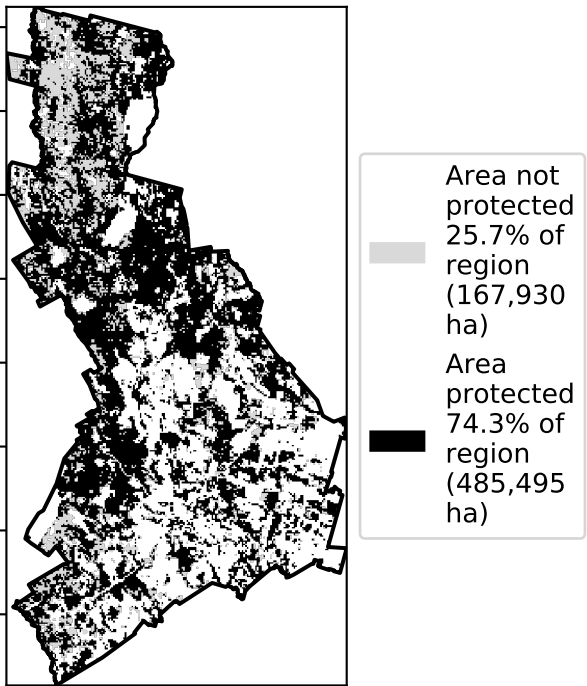 Area not
protected
25.7% of
region
(167,930
ha)
Area
protected
74.3% of
region
(485,495
ha)